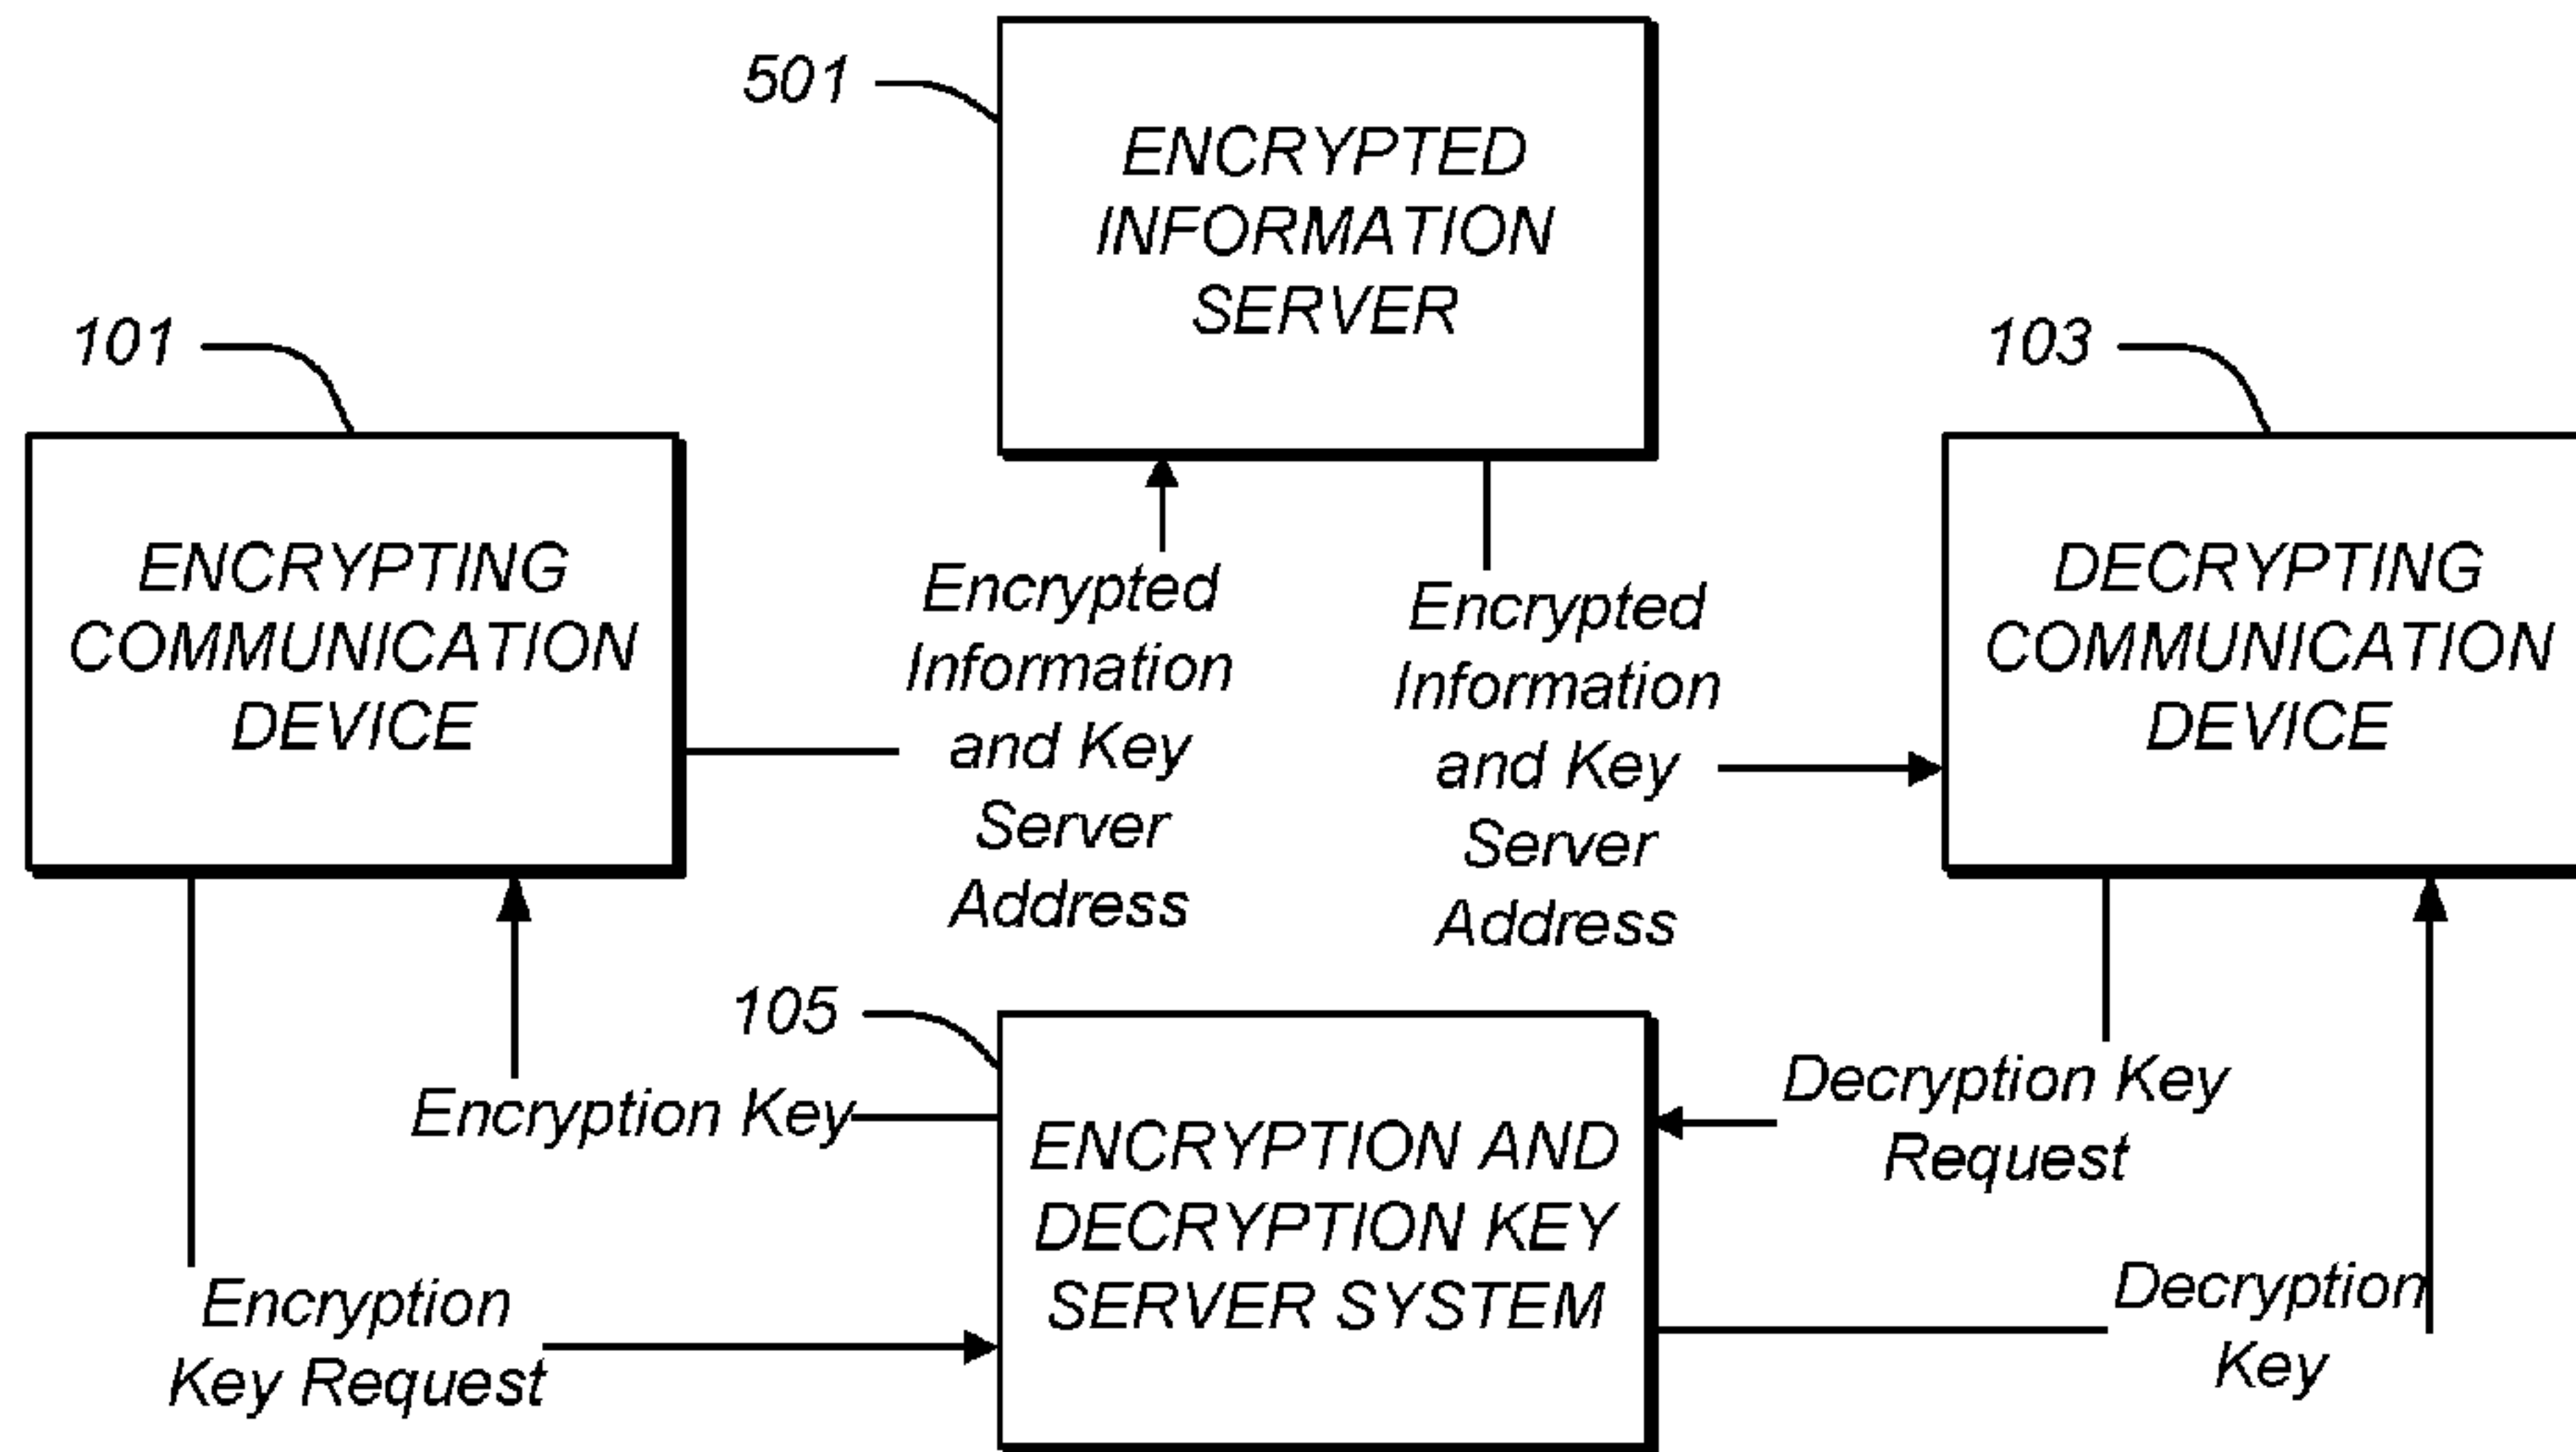 501
ENCRYPTED
INFORMATION
SERVER
101
ENCRYPTING
COMMUNICATION
DEVICE
103
DECRYPTING
COMMUNICATION
DEVICE
Encrypted
Information
and Key
Server
Address
Encrypted
Information
and Key
Server
Address
105
ENCRYPTION AND
DECRYPTION KEY
SERVER SYSTEM
Encryption Key
Encryption
Key Request
Decryption Key
Request
Decryption
Key